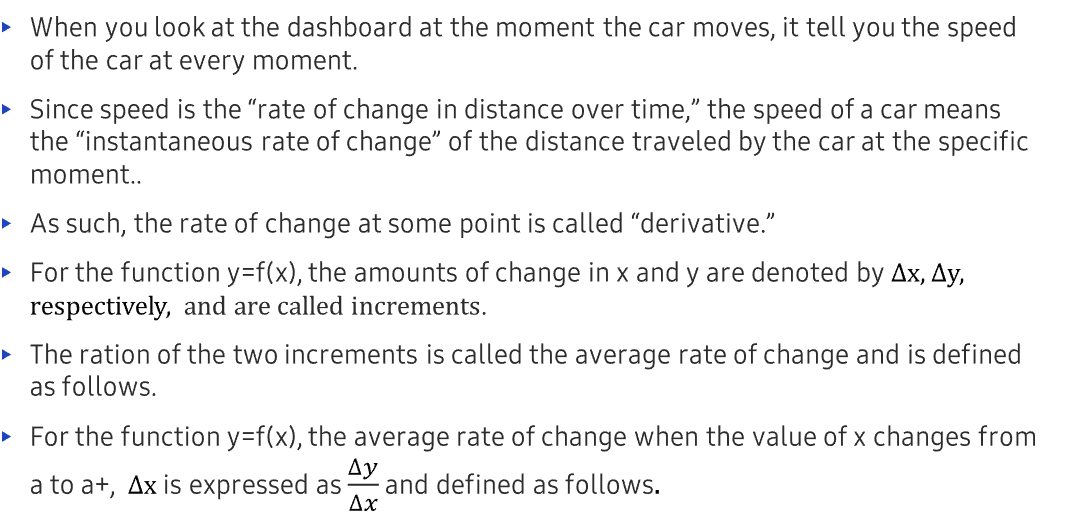 ▸ When you look at the dashboard at the moment the car moves, it tell you the speed
of the car at every moment.
▸ Since speed is the “rate of change in distance over time,” the speed of a car means
the “instantaneous rate of change” of the distance traveled by the car at the specific
moment..
▸ As such, the rate of change at some point is called “derivative.”
▸ For the function y=f(x), the amounts of change in x and y are denoted by Δx, Δy,
respectively, and are called increments.
▸ The ration of the two increments is called the average rate of change and is defined
as follows.
▸ For the function y=f(x), the average rate of change when the value of x changes from
a to a+, Δx is expressed as Δy/Δx and defined as follows.